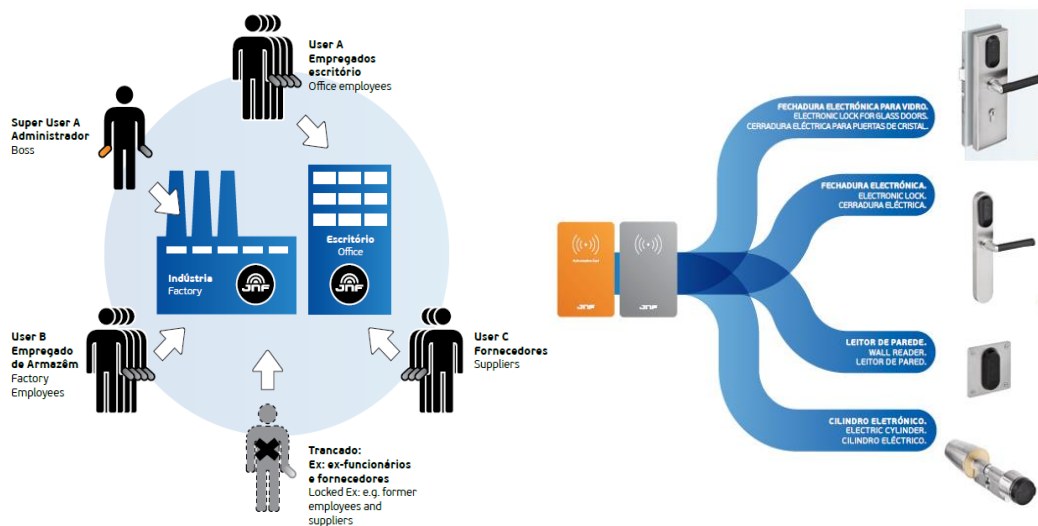 User A
Empregados
escritório
Office employees
Super User A
Administrador
Boss
Escritório
Office
Indústria
Factory
JNF
JNF
User B
Empregado
de Armazêm
Factory
Employees
User C
Fornecedores
Suppliers
Trancado:
Ex: ex-funcionários
e fornecedores
Locked Ex: e.g. former
employees and
suppliers
FECHADURA ELECTRÓNICA PARA VIDRO.
ELECTRONIC LOCK FOR GLASS DOORS.
CERRADURA ELÉCTRICA PARA PUERTAS DE CRISTAL.
FECHADURA ELECTRÓNICA.
ELECTRONIC LOCK.
CERRADURA ELÉCTRICA.
JNF
JNF
LEITOR DE PAREDE.
WALL READER.
LEITOR DE PARED.
CILINDRO ELETRÓNICO.
ELECTRIC CYLINDER.
CILINDRO ELÉCTRICO.